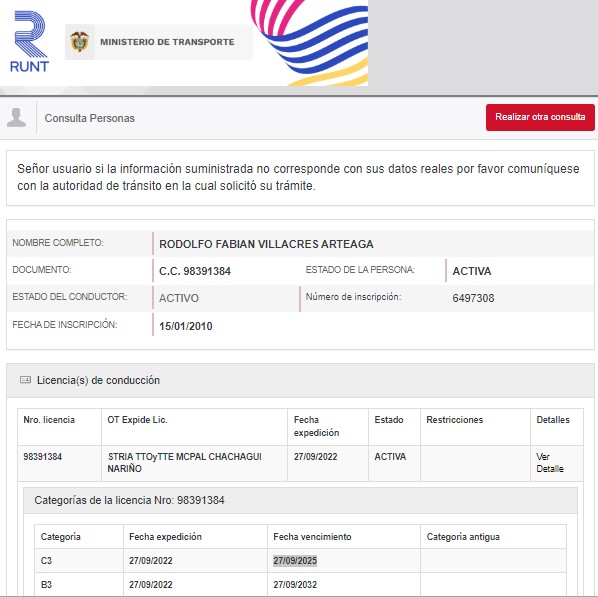 RUNT
MINISTERIO DE TRANSPORTE
Consulta Personas
Realizar otra consulta
Señor usuario si la información suministrada no corresponde con sus datos reales por favor comuníquese
con la autoridad de tránsito en la cual solicitó su trámite.
NOMBRE COMPLETO: RODOLFO FABIAN VILLACRES ARTEAGA
DOCUMENTO: C.C. 98391384 ESTADO DE LA PERSONA: ACTIVA
ESTADO DEL CONDUCTOR: ACTIVO Número de inscripción: 6497308
FECHA DE INSCRIPCIÓN: 15/01/2010
Licencia(s) de conducción
Nro. licencia OT Expide Lic. Fecha expedición Estado Restricciones Detalles
98391384 STRIA TTOyTTE MCPAL CHACHAGUI NARIÑO 27/09/2022 ACTIVA Ver Detalle
Categorías de la licencia Nro: 98391384
Categoría Fecha expedición Fecha vencimiento Categoría antigua
C3 27/09/2022 27/09/2025
B3 27/09/2022 27/09/2032